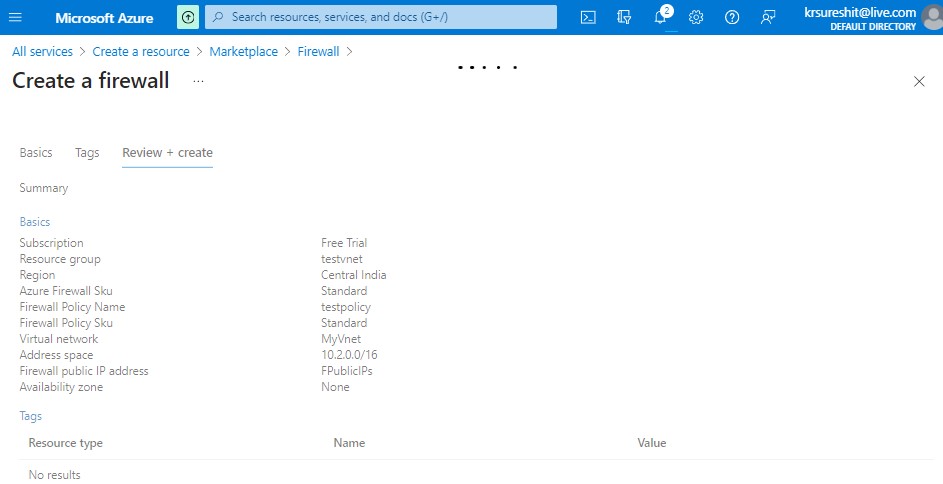 Microsoft Azure Search resources, services, and docs (G+/) 2 krsureshit@live.com
DEFAULT DIRECTORY
All services > Create a resource > Marketplace > Firewall >
Create a firewall ...
Basics Tags Review + create
Summary
Basics
Subscription Free Trial
Resource group testvnet
Region Central India
Azure Firewall Sku Standard
Firewall Policy Name testpolicy
Firewall Policy Sku Standard
Virtual network MyVnet
Address space 10.2.0.0/16
Firewall public IP address FPublicIPs
Availability zone None
Tags
Resource type Name Value
No results